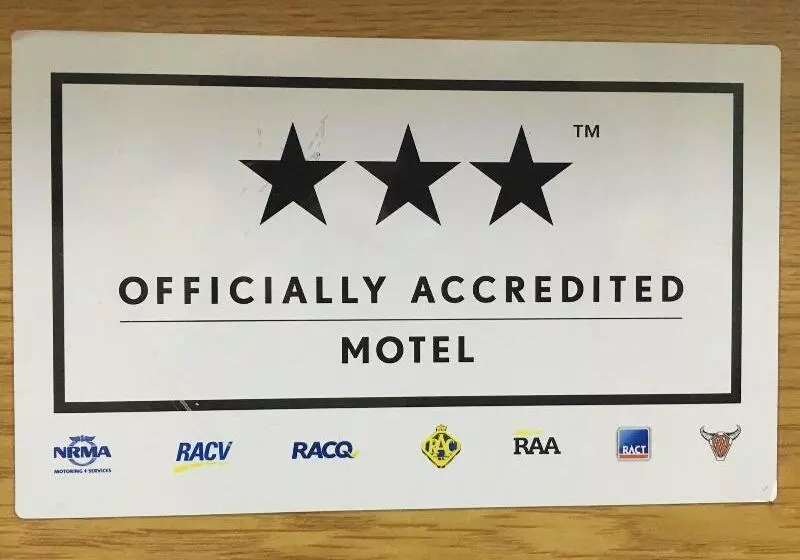 TM
OFFICIALLY ACCREDITED
MOTEL
NRMA RACV RACQ RAC RAA RACT
MOTORING + SERVICES